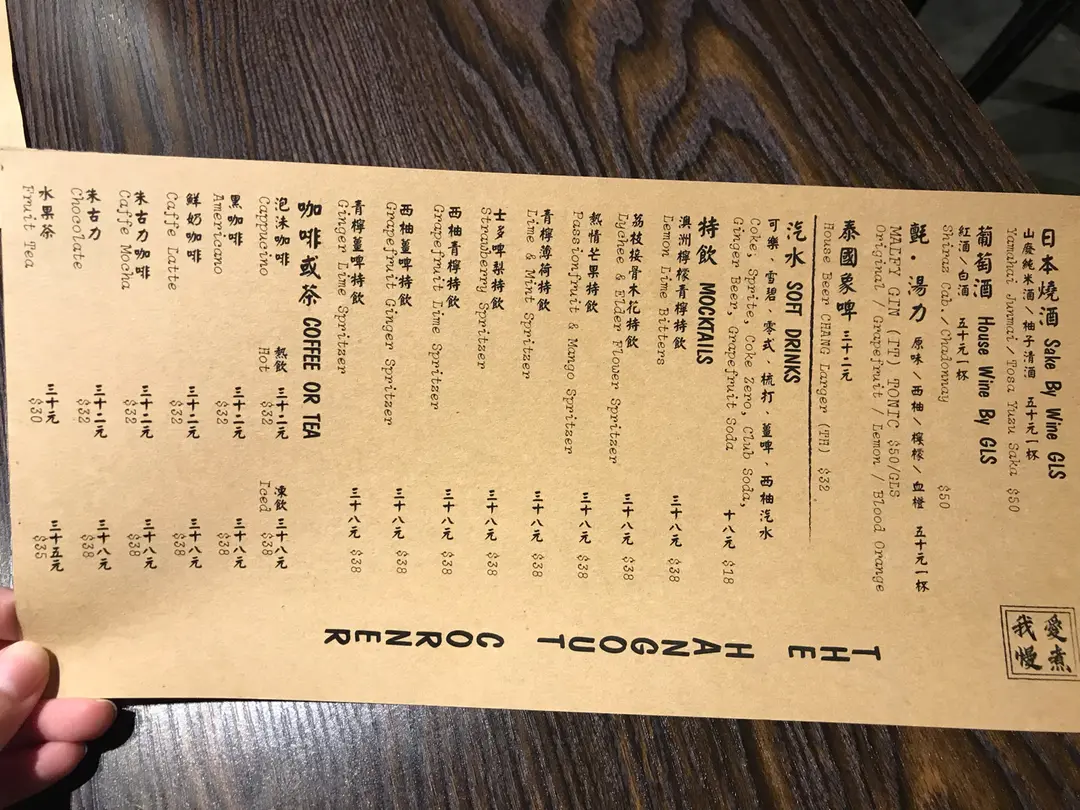 愛煮
我慢
日本燒酒 Sake By Wine GLS
山廢純米酒／柚子清酒 五十元一杯
Yamahai Junmai/Tosa Yuzu Saka $50
葡萄酒 House Wine By GLS
紅酒／白酒 五十元一杯
Shiraz Cab./Chadonnay $50
氈・湯力 原味／西柚／檸檬／血橙 五十元一杯
MALFY GIN (IT) TONIC $50/GLS
Original / Grapefruit / Lemon / Blood Orange
泰國象啤 三十二元
House Beer CHANG Larger (TH) $32
汽水 SOFT DRINKS
可樂，雪碧，零式，梳打，薑啤，西柚汽水
Coke, Sprite, Coke Zero, Club Soda,
Ginger Beer, Grapefruit Soda 十八元 $18
特飲 MOCKTAILS
澳洲檸檬青檸特飲 三十八元
Lemon Lime Bitters $38
荔枝接骨木花特飲 三十八元
Lychee & Elder Flower Spritzer $38
熱情芒果特飲 三十八元
Passionfruit & Mango Spritzer $38
青檸薄荷特飲 三十八元
Lime & Mint Spritzer $38
士多啤梨特飲 三十八元
Strawberry Spritzer $38
西柚青檸特飲 三十八元
Grapefruit Lime Spritzer $38
西柚薑啤特飲 三十八元
Grapefruit Ginger Spritzer $38
青檸薑啤特飲 三十八元
Ginger Lime Spritzer $38
咖啡或茶 COFFEE OR TEA
泡沫咖啡 熱飲 三十二元 凍飲 三十八元
Cappucino Hot $32 Iced $38
黑咖啡 三十二元 三十八元
Americano $32 $38
鮮奶咖啡 三十二元 三十八元
Caffe Latte $32 $38
朱古力咖啡 三十二元 三十八元
Caffe Mocha $32 $38
朱古力 三十二元 三十八元
Chocolate $32 $38
水果茶 三十元 三十五元
Fruit Tea $30 $35
THE HANGOUT CORNER